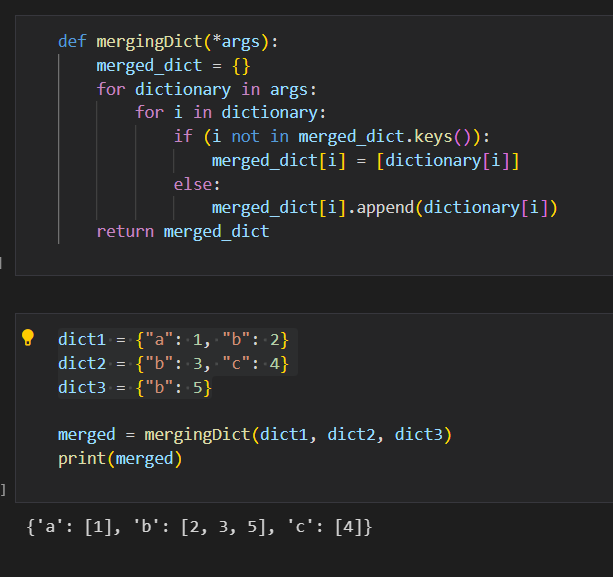 def mergingDict(*args):
    merged_dict = {}
    for dictionary in args:
        for i in dictionary:
            if (i not in merged_dict.keys()):
                merged_dict[i] = [dictionary[i]]
            else:
                merged_dict[i].append(dictionary[i])
    return merged_dict
]
dict1 = {"a": 1, "b": 2}
dict2 = {"b": 3, "c": 4}
dict3 = {"b": 5}

merged = mergingDict(dict1, dict2, dict3)
print(merged)
]
{'a': [1], 'b': [2, 3, 5], 'c': [4]}